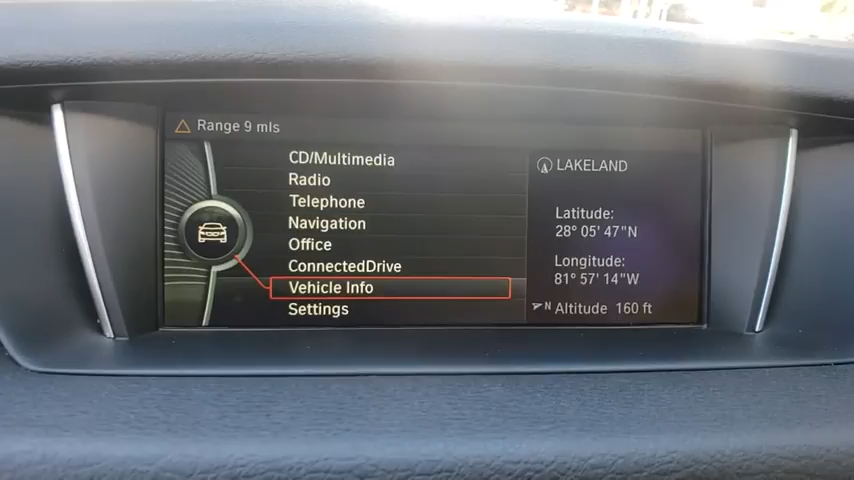 Range 9 mls
CD/Multimedia
Radio
Telephone
Navigation
Office
ConnectedDrive
Vehicle Info
Settings
LAKELAND
Latitude:
28° 05' 47"N
Longitude:
81° 57' 14"W
N Altitude 160 ft